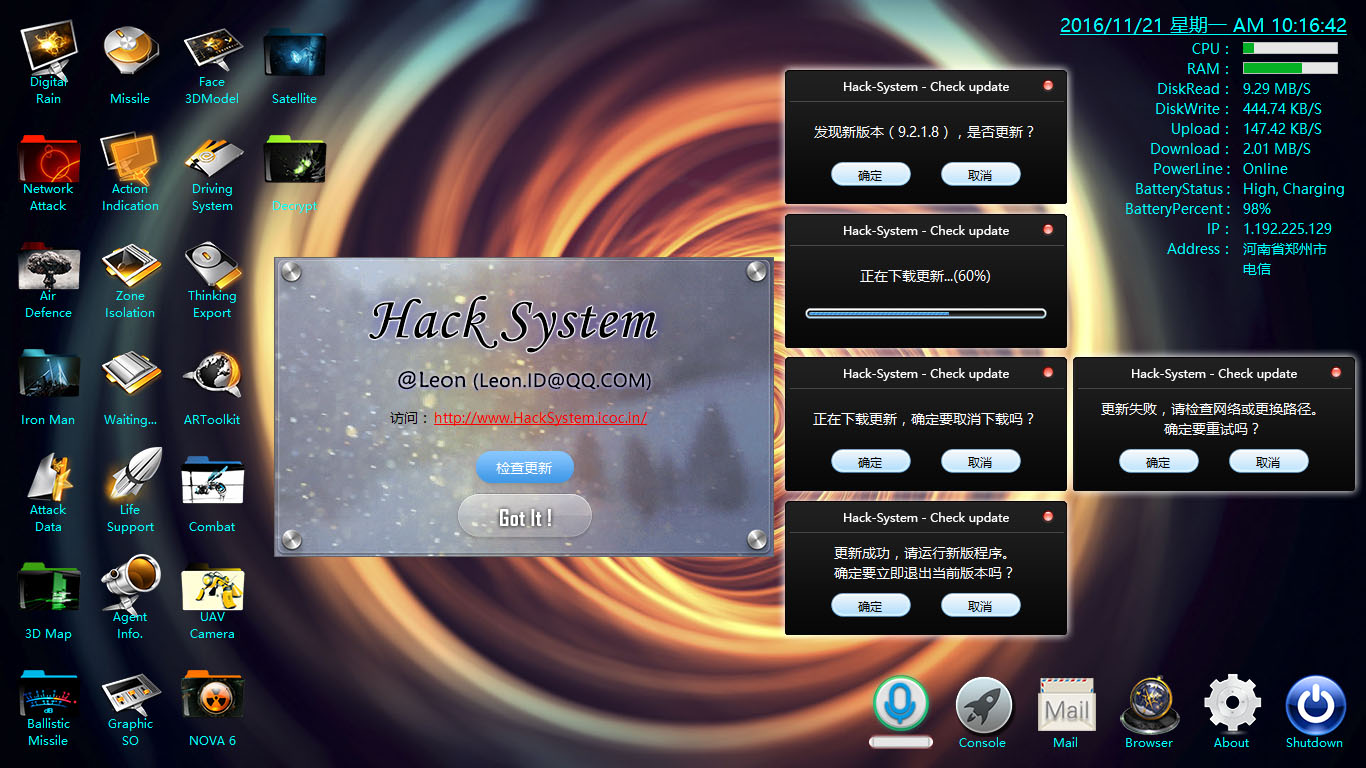 Digital
Rain
Missile
Face
3DModel
Satellite
Network
Attack
Action
Indication
Driving
System
Decrypt
Air
Defence
Zone
Isolation
Thinking
Export
Iron Man
Waiting...
ARToolkit
Attack
Data
Life
Support
Combat
3D Map
Agent
Info.
UAV
Camera
Ballistic
Missile
Graphic
SO
NOVA 6
Hack System
@Leon (Leon.ID@QQ.COM)
访问：http://www.HackSystem.icoc.in/
检查更新
Got It !
Hack-System - Check update
发现新版本（9.2.1.8），是否更新？
确定
取消
Hack-System - Check update
正在下载更新...(60%)
Hack-System - Check update
正在下载更新，确定要取消下载吗？
确定
取消
Hack-System - Check update
更新失败，请检查网络或更换路径。
确定要重试吗？
确定
取消
Hack-System - Check update
更新成功，请运行新版程序。
确定要立即退出当前版本吗？
确定
取消
2016/11/21 星期一 AM 10:16:42
CPU：
RAM：
DiskRead： 9.29 MB/S
DiskWrite： 444.74 KB/S
Upload： 147.42 KB/S
Download： 2.01 MB/S
PowerLine： Online
BatteryStatus： High, Charging
BatteryPercent： 98%
IP： 1.192.225.129
Address： 河南省郑州市
电信
Mail
Console
Mail
Browser
About
Shutdown